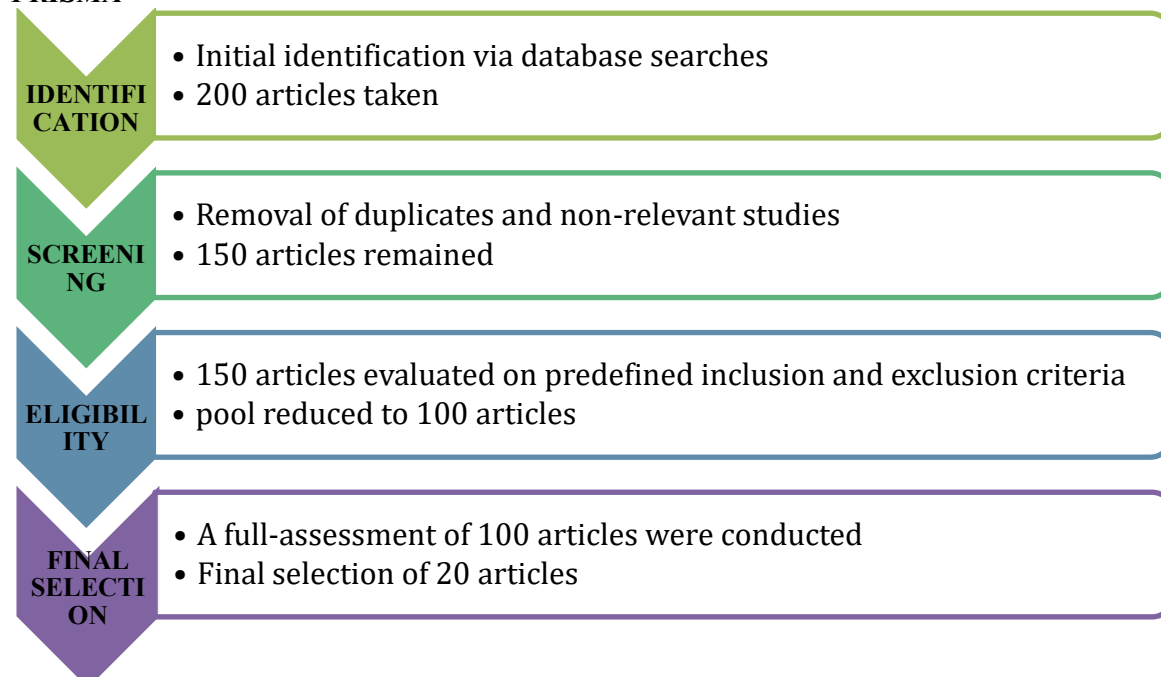 PRISMA
IDENTIFI
CATION
• Initial identification via database searches
• 200 articles taken
SCREENI
NG
• Removal of duplicates and non-relevant studies
• 150 articles remained
ELIGIBIL
ITY
• 150 articles evaluated on predefined inclusion and exclusion criteria
• pool reduced to 100 articles
FINAL
SELECTI
ON
• A full-assessment of 100 articles were conducted
• Final selection of 20 articles